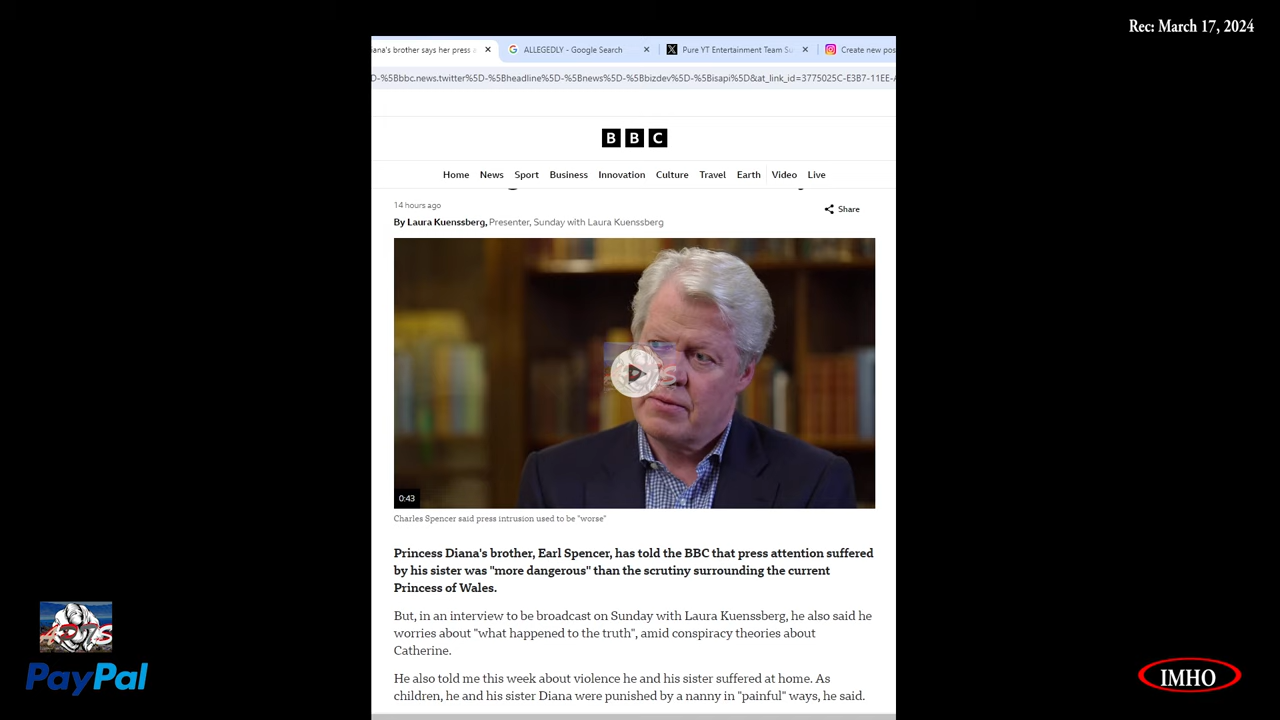 Rec: March 17, 2024
iana's brother says her press a
ALLEGEDLY - Google Search
Pure YT Entertainment Team Su
Create new pos
D-%5Bbbc.news.twitter%5D-%5Bheadline%5D-%5Bnews%5D-%5Bbizdev%5D-%5Bisapi%5D&at_link_id=3775025C-E3B7-11EE-A
BBC
Home News Sport Business Innovation Culture Travel Earth Video Live
14 hours ago
Share
By Laura Kuenssberg, Presenter, Sunday with Laura Kuenssberg
0:43
Charles Spencer said press intrusion used to be "worse"
Princess Diana's brother, Earl Spencer, has told the BBC that press attention suffered
by his sister was "more dangerous" than the scrutiny surrounding the current
Princess of Wales.
But, in an interview to be broadcast on Sunday with Laura Kuenssberg, he also said he
worries about "what happened to the truth", amid conspiracy theories about
Catherine.
He also told me this week about violence he and his sister suffered at home. As
children, he and his sister Diana were punished by a nanny in "painful" ways, he said.
PayPal
IMHO